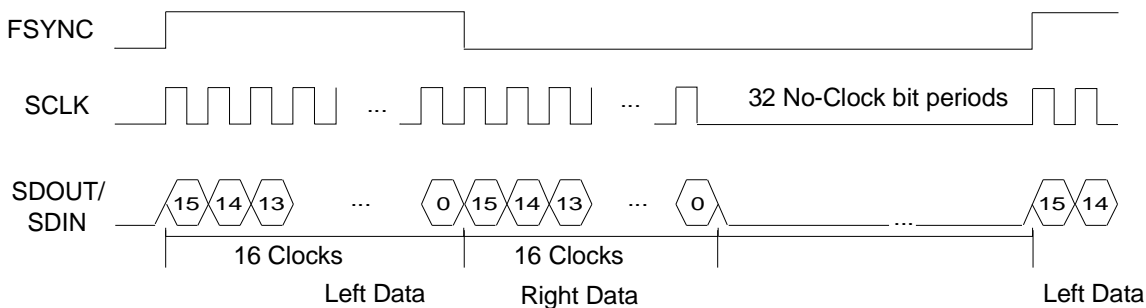 FSYNC
SCLK
... ... 32 No-Clock bit periods
SDOUT/
SDIN
15 14 13 ... 0 15 14 13 ... 0 ... 15 14
16 Clocks 16 Clocks
Left Data Right Data Left Data